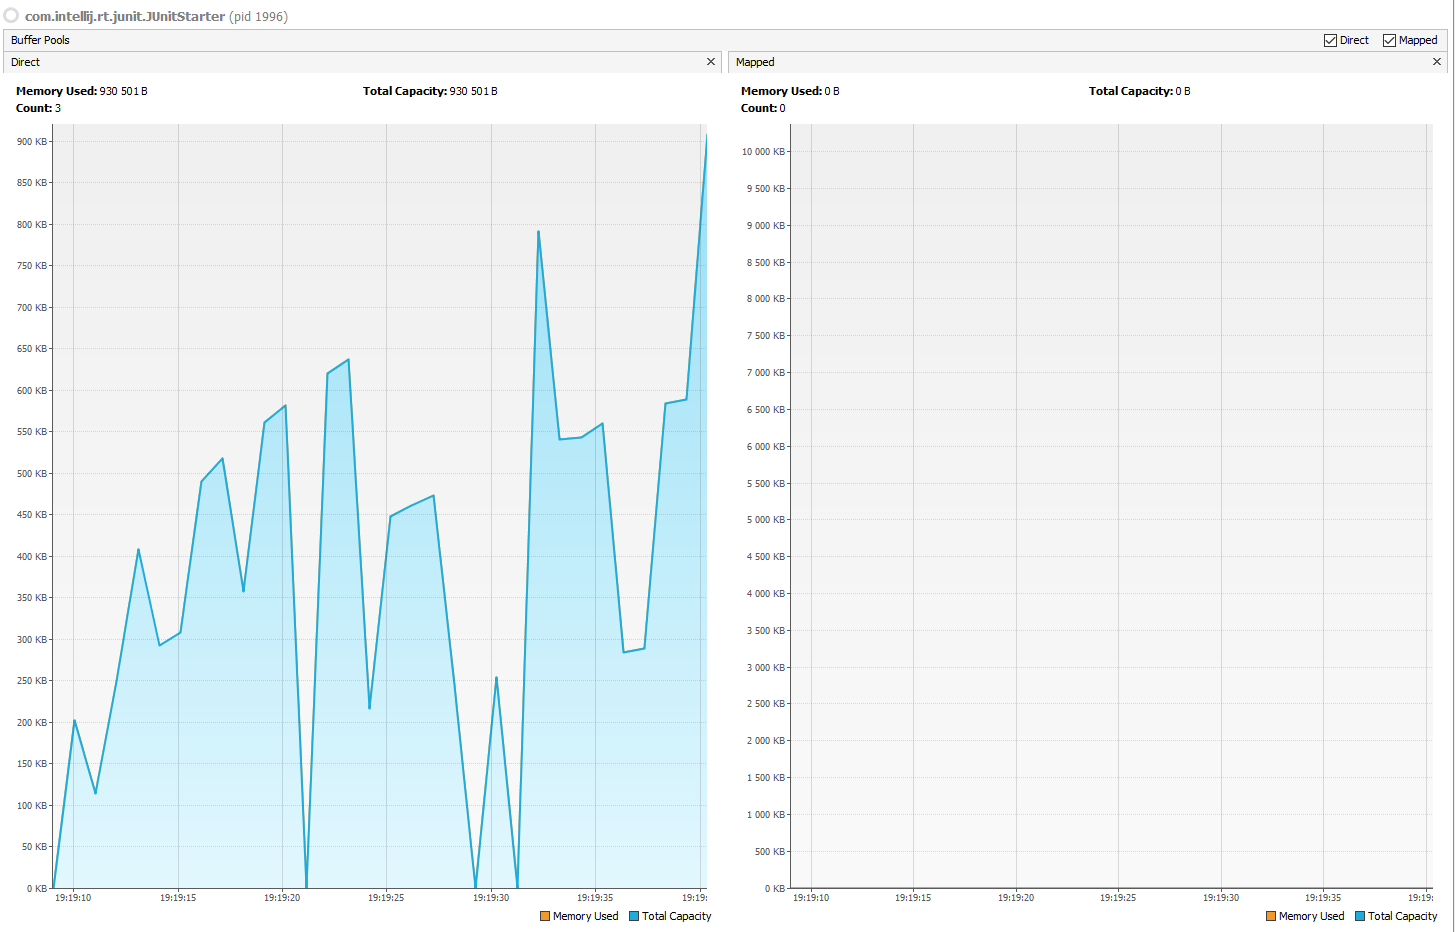 com.intellij.rt.junit.JUnitStarter (pid 1996)
Buffer Pools
Direct Mapped
Direct
Memory Used: 930 501 B Total Capacity: 930 501 B
Count: 3
900 KB
850 KB
800 KB
750 KB
700 KB
650 KB
600 KB
550 KB
500 KB
450 KB
400 KB
350 KB
300 KB
250 KB
200 KB
150 KB
100 KB
50 KB
0 KB
19:19:10 19:19:15 19:19:20 19:19:25 19:19:30 19:19:35 19:19:
Memory Used Total Capacity
Mapped
Memory Used: 0 B Total Capacity: 0 B
Count: 0
10 000 KB
9 500 KB
9 000 KB
8 500 KB
8 000 KB
7 500 KB
7 000 KB
6 500 KB
6 000 KB
5 500 KB
5 000 KB
4 500 KB
4 000 KB
3 500 KB
3 000 KB
2 500 KB
2 000 KB
1 500 KB
1 000 KB
500 KB
0 KB
19:19:10 19:19:15 19:19:20 19:19:25 19:19:30 19:19:35 19:19:
Memory Used Total Capacity